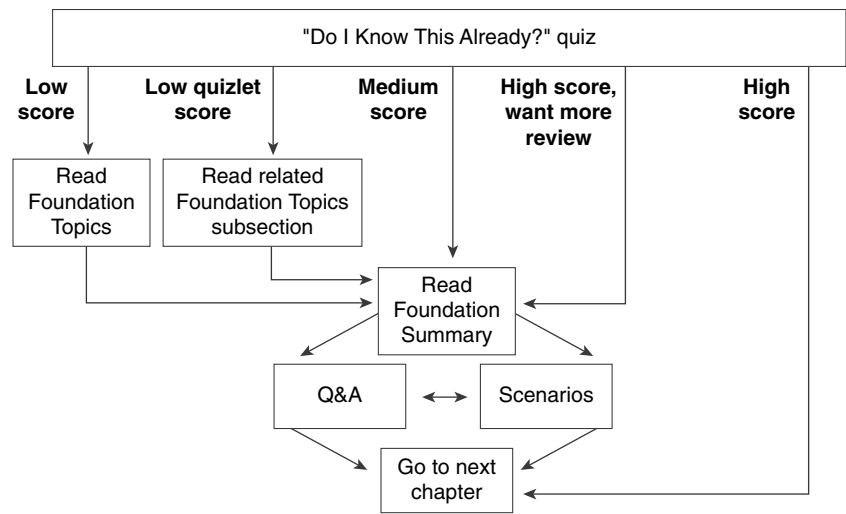 "Do I Know This Already?" quiz
Low
score
Low quizlet
score
Medium
score
High score,
want more
review
High
score
Read
Foundation
Topics
Read related
Foundation Topics
subsection
Read
Foundation
Summary
Q&A
Scenarios
Go to next
chapter